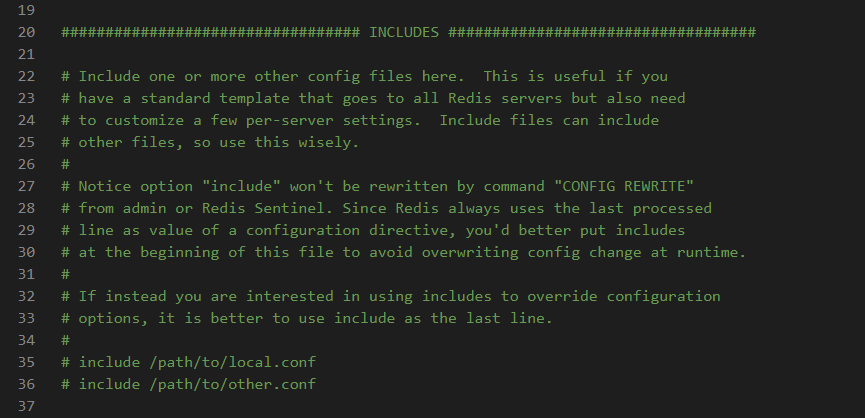 19
20 ################################## INCLUDES ###################################
21
22 # Include one or more other config files here.  This is useful if you
23 # have a standard template that goes to all Redis servers but also need
24 # to customize a few per-server settings.  Include files can include
25 # other files, so use this wisely.
26 #
27 # Notice option "include" won't be rewritten by command "CONFIG REWRITE"
28 # from admin or Redis Sentinel. Since Redis always uses the last processed
29 # line as value of a configuration directive, you'd better put includes
30 # at the beginning of this file to avoid overwriting config change at runtime.
31 #
32 # If instead you are interested in using includes to override configuration
33 # options, it is better to use include as the last line.
34 #
35 # include /path/to/local.conf
36 # include /path/to/other.conf
37